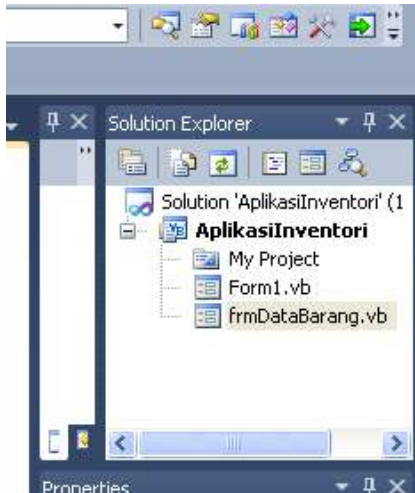 Solution Explorer
Solution 'AplikasiInventori' (1
AplikasiInventori
My Project
Form1.vb
frmDataBarang.vb
Properties